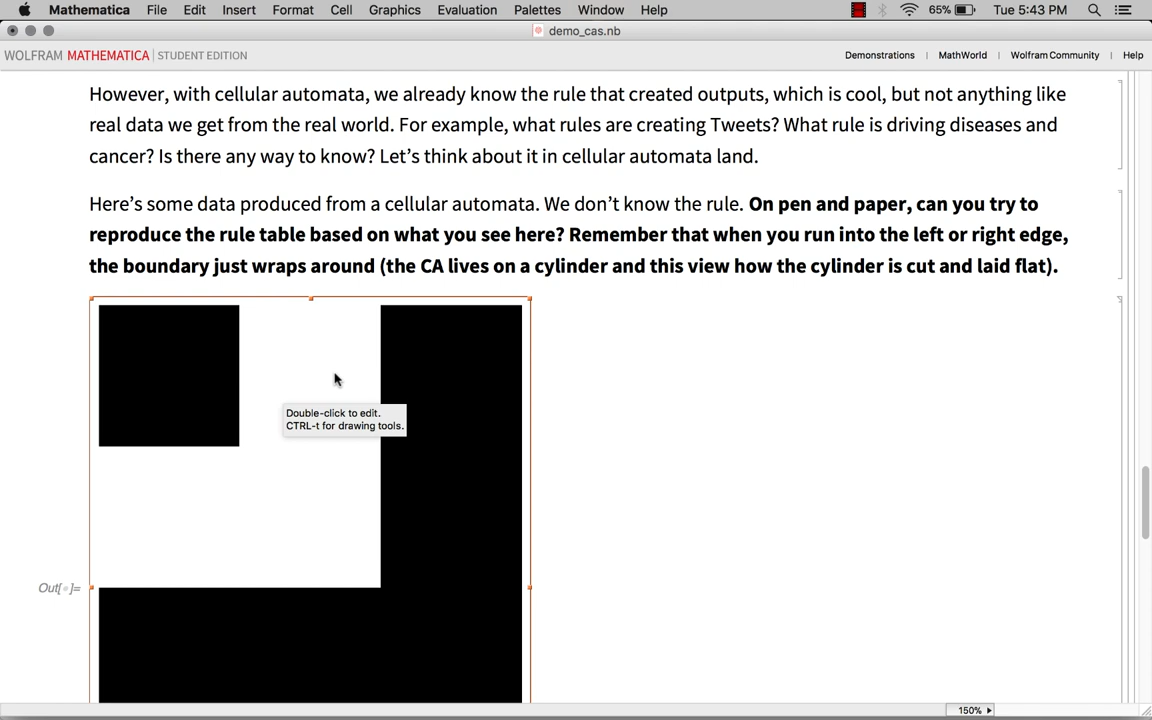 Mathematica File Edit Insert Format Cell Graphics Evaluation Palettes Window Help 65% Tue 5:43 PM
demo_cas.nb
WOLFRAM MATHEMATICA | STUDENT EDITION Demonstrations | MathWorld | Wolfram Community | Help
However, with cellular automata, we already know the rule that created outputs, which is cool, but not anything like
real data we get from the real world. For example, what rules are creating Tweets? What rule is driving diseases and
cancer? Is there any way to know? Let’s think about it in cellular automata land.
Here’s some data produced from a cellular automata. We don’t know the rule. On pen and paper, can you try to
reproduce the rule table based on what you see here? Remember that when you run into the left or right edge,
the boundary just wraps around (the CA lives on a cylinder and this view how the cylinder is cut and laid flat).
Double-click to edit.
CTRL-t for drawing tools.
Out[•]=
150%